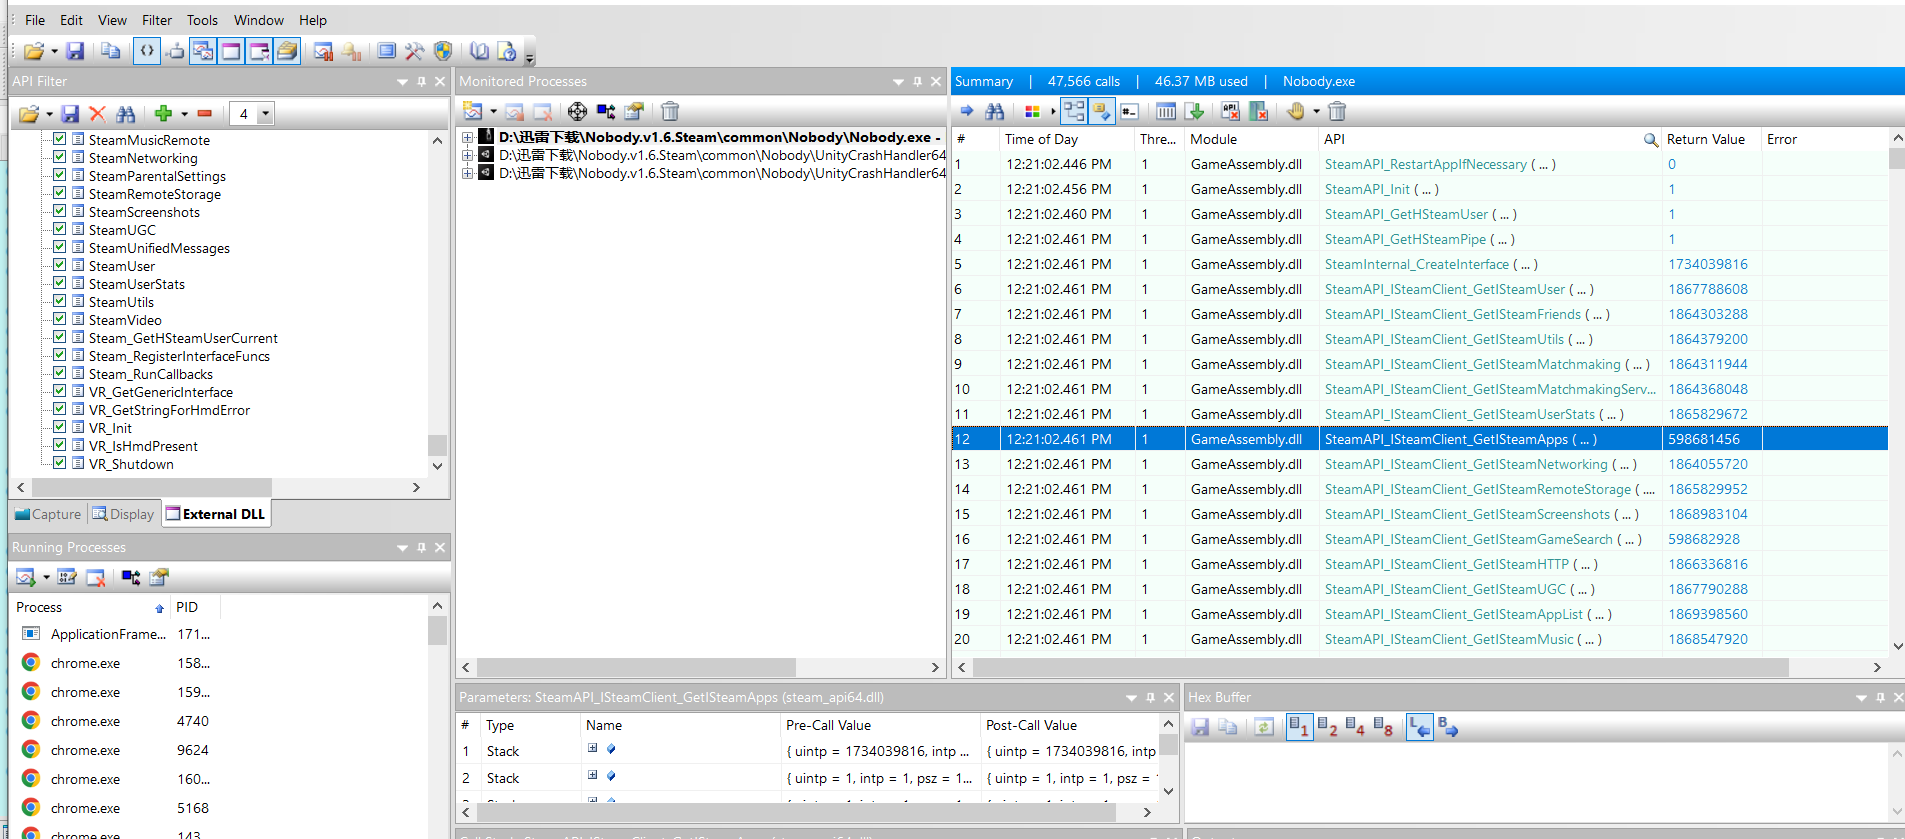 File Edit View Filter Tools Window Help
API Filter
4
SteamMusicRemote
SteamNetworking
SteamParentalSettings
SteamRemoteStorage
SteamScreenshots
SteamUGC
SteamUnifiedMessages
SteamUser
SteamUserStats
SteamUtils
SteamVideo
Steam_GetHSteamUserCurrent
Steam_RegisterInterfaceFuncs
Steam_RunCallbacks
VR_GetGenericInterface
VR_GetStringForHmdError
VR_Init
VR_IsHmdPresent
VR_Shutdown
Capture Display External DLL
Running Processes
Process PID
ApplicationFrame... 171...
chrome.exe 158...
chrome.exe 159...
chrome.exe 4740
chrome.exe 9624
chrome.exe 160...
chrome.exe 5168
chrome.exe 143
Monitored Processes
D:\迅雷下载\Nobody.v1.6.Steam\common\Nobody\Nobody.exe -
D:\迅雷下载\Nobody.v1.6.Steam\common\Nobody\UnityCrashHandler64
D:\迅雷下载\Nobody.v1.6.Steam\common\Nobody\UnityCrashHandler64
Summary | 47,566 calls | 46.37 MB used | Nobody.exe
# Time of Day Thre... Module API Return Value Error
1 12:21:02.446 PM 1 GameAssembly.dll SteamAPI_RestartAppIfNecessary ( ... ) 0
2 12:21:02.456 PM 1 GameAssembly.dll SteamAPI_Init ( ... ) 1
3 12:21:02.460 PM 1 GameAssembly.dll SteamAPI_GetHSteamUser ( ... ) 1
4 12:21:02.461 PM 1 GameAssembly.dll SteamAPI_GetHSteamPipe ( ... ) 1
5 12:21:02.461 PM 1 GameAssembly.dll SteamInternal_CreateInterface ( ... ) 1734039816
6 12:21:02.461 PM 1 GameAssembly.dll SteamAPI_ISteamClient_GetISteamUser ( ... ) 1867788608
7 12:21:02.461 PM 1 GameAssembly.dll SteamAPI_ISteamClient_GetISteamFriends ( ... ) 1864303288
8 12:21:02.461 PM 1 GameAssembly.dll SteamAPI_ISteamClient_GetISteamUtils ( ... ) 1864379200
9 12:21:02.461 PM 1 GameAssembly.dll SteamAPI_ISteamClient_GetISteamMatchmaking ( ... ) 1864311944
10 12:21:02.461 PM 1 GameAssembly.dll SteamAPI_ISteamClient_GetISteamMatchmakingServ... 1864368048
11 12:21:02.461 PM 1 GameAssembly.dll SteamAPI_ISteamClient_GetISteamUserStats ( ... ) 1865829672
12 12:21:02.461 PM 1 GameAssembly.dll SteamAPI_ISteamClient_GetISteamApps ( ... ) 598681456
13 12:21:02.461 PM 1 GameAssembly.dll SteamAPI_ISteamClient_GetISteamNetworking ( ... ) 1864055720
14 12:21:02.461 PM 1 GameAssembly.dll SteamAPI_ISteamClient_GetISteamRemoteStorage ( .... 1865829952
15 12:21:02.461 PM 1 GameAssembly.dll SteamAPI_ISteamClient_GetISteamScreenshots ( ... ) 1868983104
16 12:21:02.461 PM 1 GameAssembly.dll SteamAPI_ISteamClient_GetISteamGameSearch ( ... ) 598682928
17 12:21:02.461 PM 1 GameAssembly.dll SteamAPI_ISteamClient_GetISteamHTTP ( ... ) 1866336816
18 12:21:02.461 PM 1 GameAssembly.dll SteamAPI_ISteamClient_GetISteamUGC ( ... ) 1867790288
19 12:21:02.461 PM 1 GameAssembly.dll SteamAPI_ISteamClient_GetISteamAppList ( ... ) 1869398560
20 12:21:02.461 PM 1 GameAssembly.dll SteamAPI_ISteamClient_GetISteamMusic ( ... ) 1868547920
Parameters: SteamAPI_ISteamClient_GetISteamApps (steam_api64.dll)
# Type Name Pre-Call Value Post-Call Value
1 Stack { uintp = 1734039816, intp ... { uintp = 1734039816, intp
2 Stack { uintp = 1, intp = 1, psz = 1... { uintp = 1, intp = 1, psz =
Hex Buffer
1 2 4 8 L B